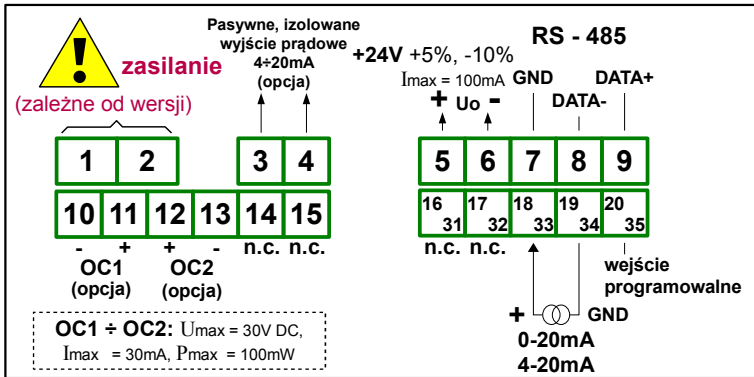 zasilanie
(zależne od wersji)
Pasywne, izolowane
wyjście prądowe
4÷20mA
(opcja)
+24V +5%, -10%
Imax = 100mA
+ Uo -
RS - 485
GND
DATA+
DATA-
1 2 3 4 5 6 7 8 9
10 11 12 13 14 15
16 17 18 19 20
31 32 33 34 35
- + + - n.c. n.c. n.c. n.c.
OC1
(opcja)
OC2
(opcja)
wejście
programowalne
+ GND
0-20mA
4-20mA
OC1 ÷ OC2: Umax = 30V DC,
Imax = 30mA, Pmax = 100mW